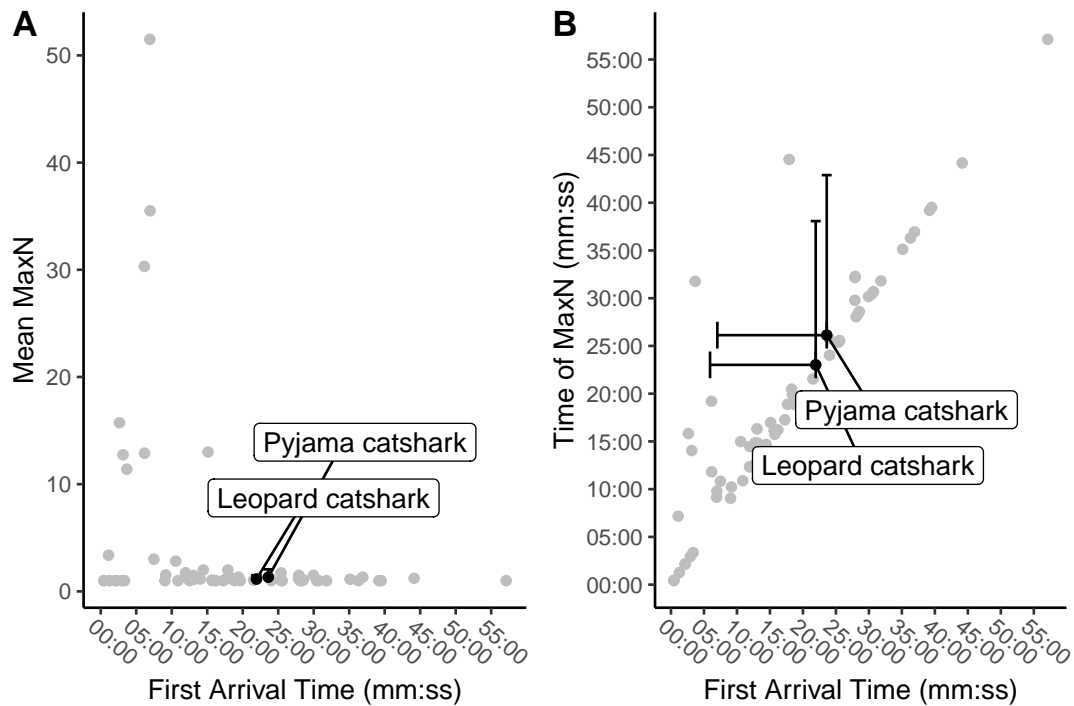 A
50
40
30
20
10
0
Mean MaxN
Pyjama catshark
Leopard catshark
00:00 05:00 10:00 15:00 20:00 25:00 30:00 35:00 40:00 45:00 50:00 55:00
First Arrival Time (mm:ss)
B
55:00
50:00
45:00
40:00
35:00
30:00
25:00
20:00
15:00
10:00
05:00
00:00
Time of MaxN (mm:ss)
Pyjama catshark
Leopard catshark
00:00 05:00 10:00 15:00 20:00 25:00 30:00 35:00 40:00 45:00 50:00 55:00
First Arrival Time (mm:ss)